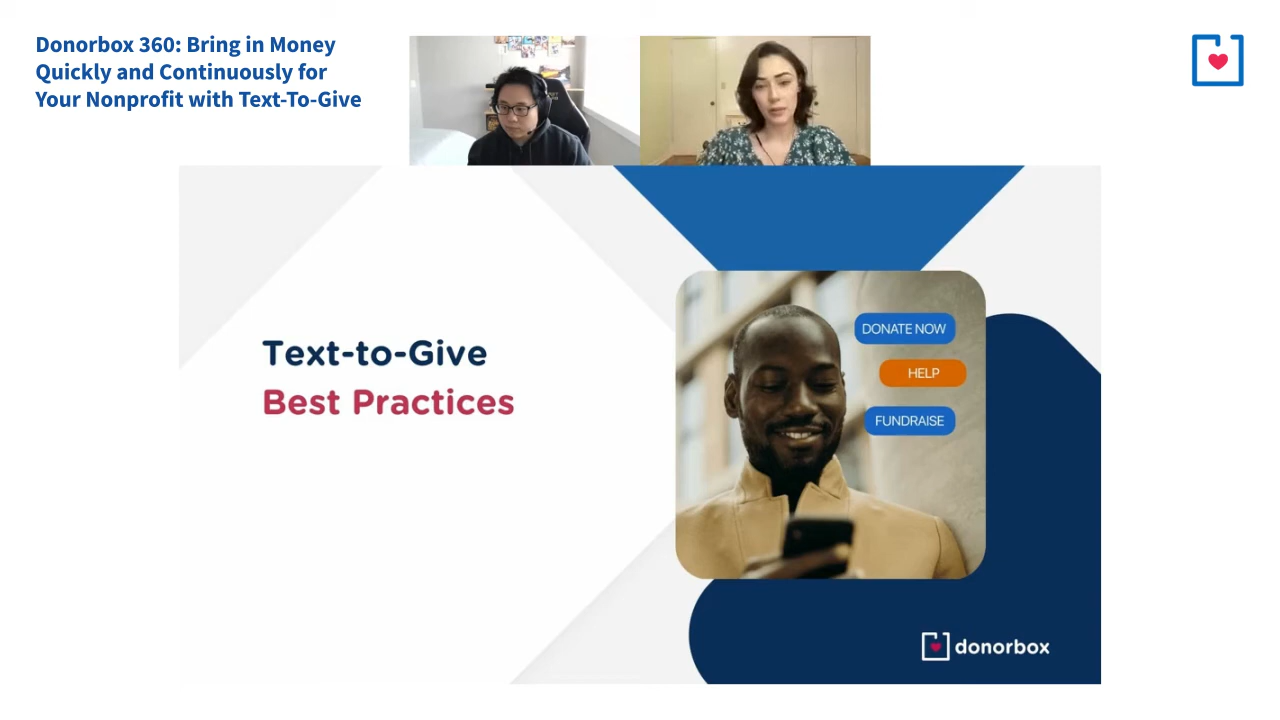 Donorbox 360: Bring in Money
Quickly and Continuously for
Your Nonprofit with Text-To-Give
Text-to-Give
Best Practices
DONATE NOW
HELP
FUNDRAISE
donorbox